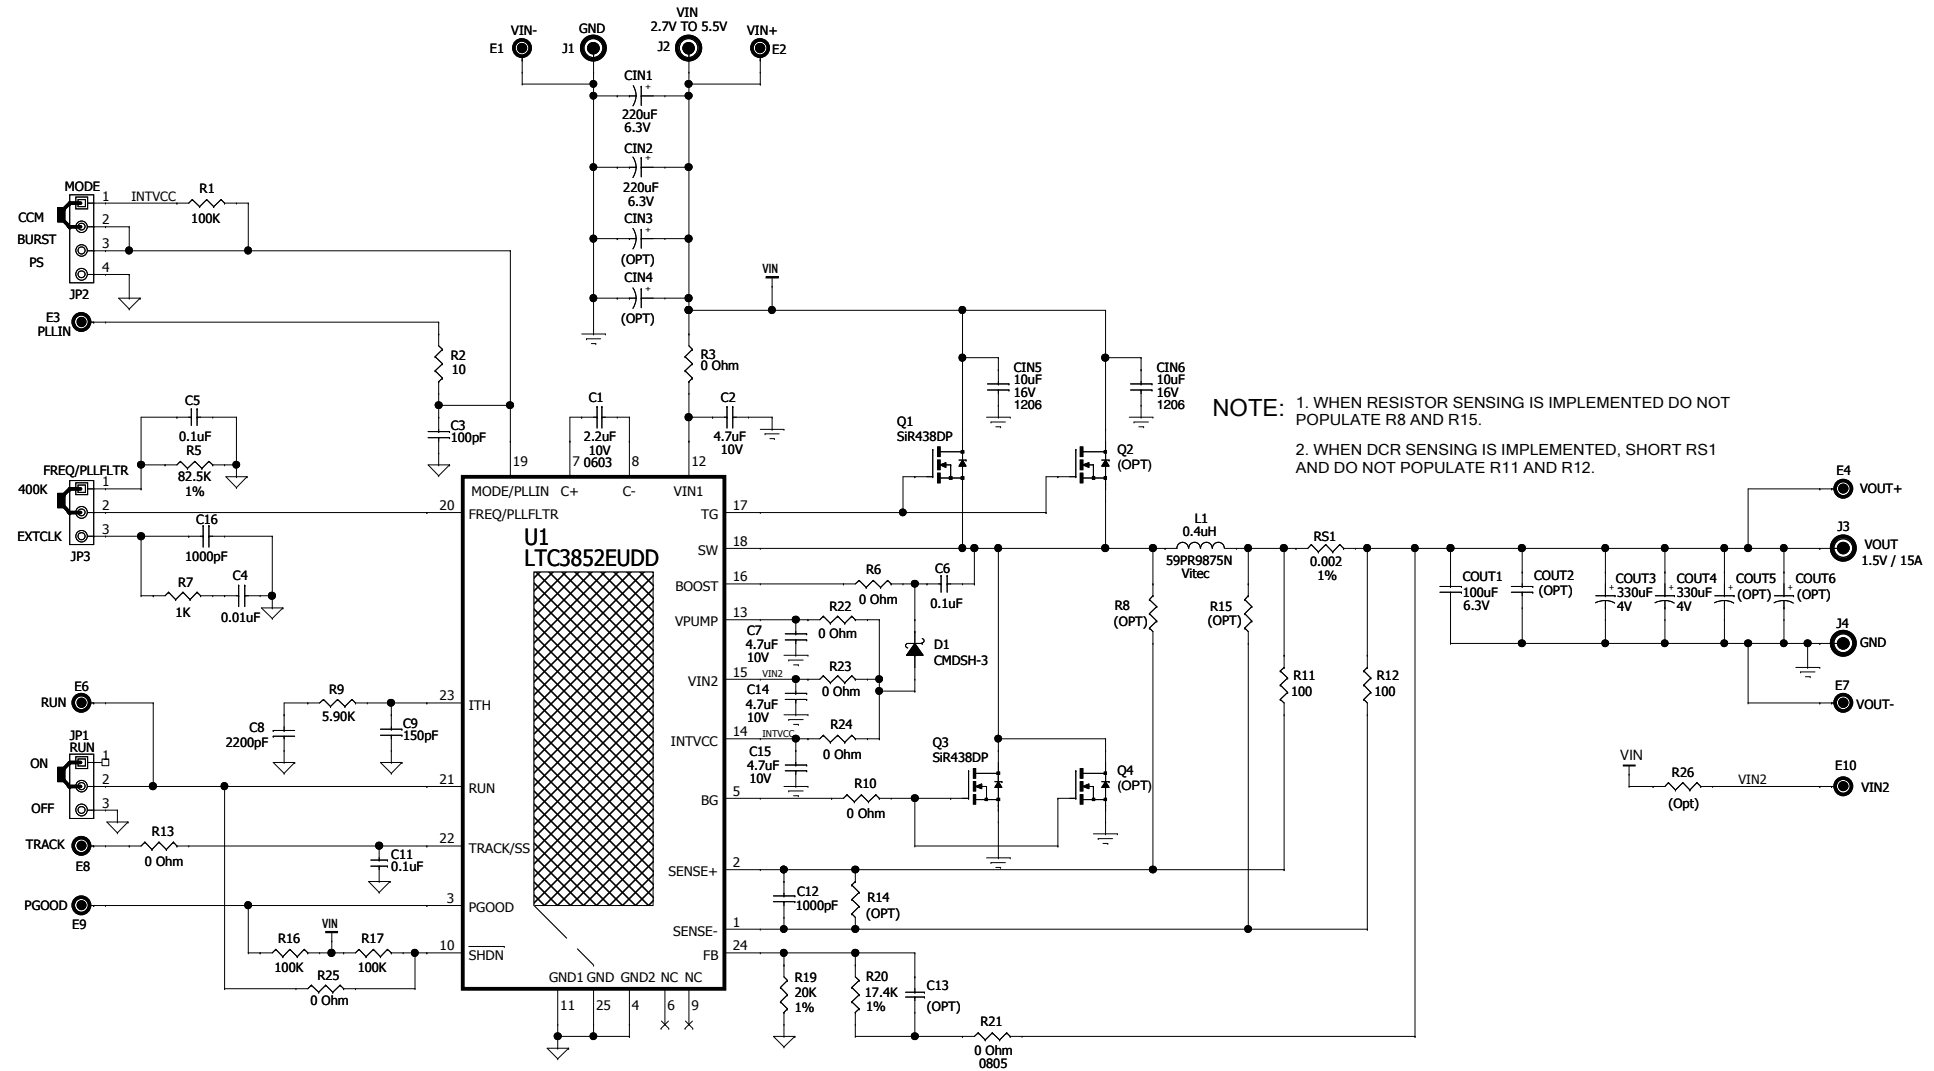 VIN-
E1
GND
J1
VIN
2.7V TO 5.5V
J2
VIN+
E2
CIN1
+
220uF
6.3V
CIN2
+
220uF
6.3V
CIN3
+
(OPT)
CIN4
+
(OPT)
MODE
CCM
BURST
PS
1
2
3
4
JP2
INTVCC
R1
100K
E3
PLLIN
R2
10
R3
0 Ohm
VIN
C5
0.1uF
R5
82.5K
1%
C3
100pF
C1
2.2uF
10V
0603
C2
4.7uF
10V
CIN5
10uF
16V
1206
CIN6
10uF
16V
1206
Q1
SiR438DP
Q2
(OPT)
NOTE:
1. WHEN RESISTOR SENSING IS IMPLEMENTED DO NOT
POPULATE R8 AND R15.
2. WHEN DCR SENSING IS IMPLEMENTED, SHORT RS1
AND DO NOT POPULATE R11 AND R12.
FREQ/PLLFLTR
400K
EXTCLK
1
2
3
JP3
C16
1000pF
R7
1K
C4
0.01uF
19
7
8
12
MODE/PLLIN
C+
C-
VIN1
20
FREQ/PLLFLTR
U1
LTC3852EUDD
TG
17
SW
18
BOOST
16
VPUMP
13
VIN2
15
VIN2
INTVCC
14
INTVCC
BG
5
SENSE+
2
SENSE-
1
FB
24
R6
0 Ohm
C6
0.1uF
R22
0 Ohm
C7
4.7uF
10V
D1
CMDSH-3
R23
0 Ohm
C14
4.7uF
10V
R24
0 Ohm
C15
4.7uF
10V
R10
0 Ohm
Q3
SiR438DP
Q4
(OPT)
L1
0.4uH
59PR9875N
Vitec
RS1
0.002
1%
R8
(OPT)
R15
(OPT)
R11
100
R12
100
COUT1
100uF
6.3V
COUT2
(OPT)
COUT3
+
330uF
4V
COUT4
+
330uF
4V
COUT5
+
(OPT)
COUT6
+
(OPT)
E4
VOUT+
J3
VOUT
1.5V / 15A
J4
GND
E7
VOUT-
VIN
R26
(Opt)
VIN2
E10
VIN2
E6
RUN
JP1
RUN
ON
OFF
1
2
3
R9
5.90K
C8
2200pF
C9
150pF
23
ITH
21
RUN
TRACK
E8
R13
0 Ohm
C11
0.1uF
22
TRACK/SS
PGOOD
E9
3
PGOOD
VIN
R16
100K
R17
100K
R25
0 Ohm
10
SHDN
GND1
GND
GND2
NC
NC
11
25
4
6
9
C12
1000pF
R14
(OPT)
R19
20K
1%
R20
17.4K
1%
C13
(OPT)
R21
0 Ohm
0805